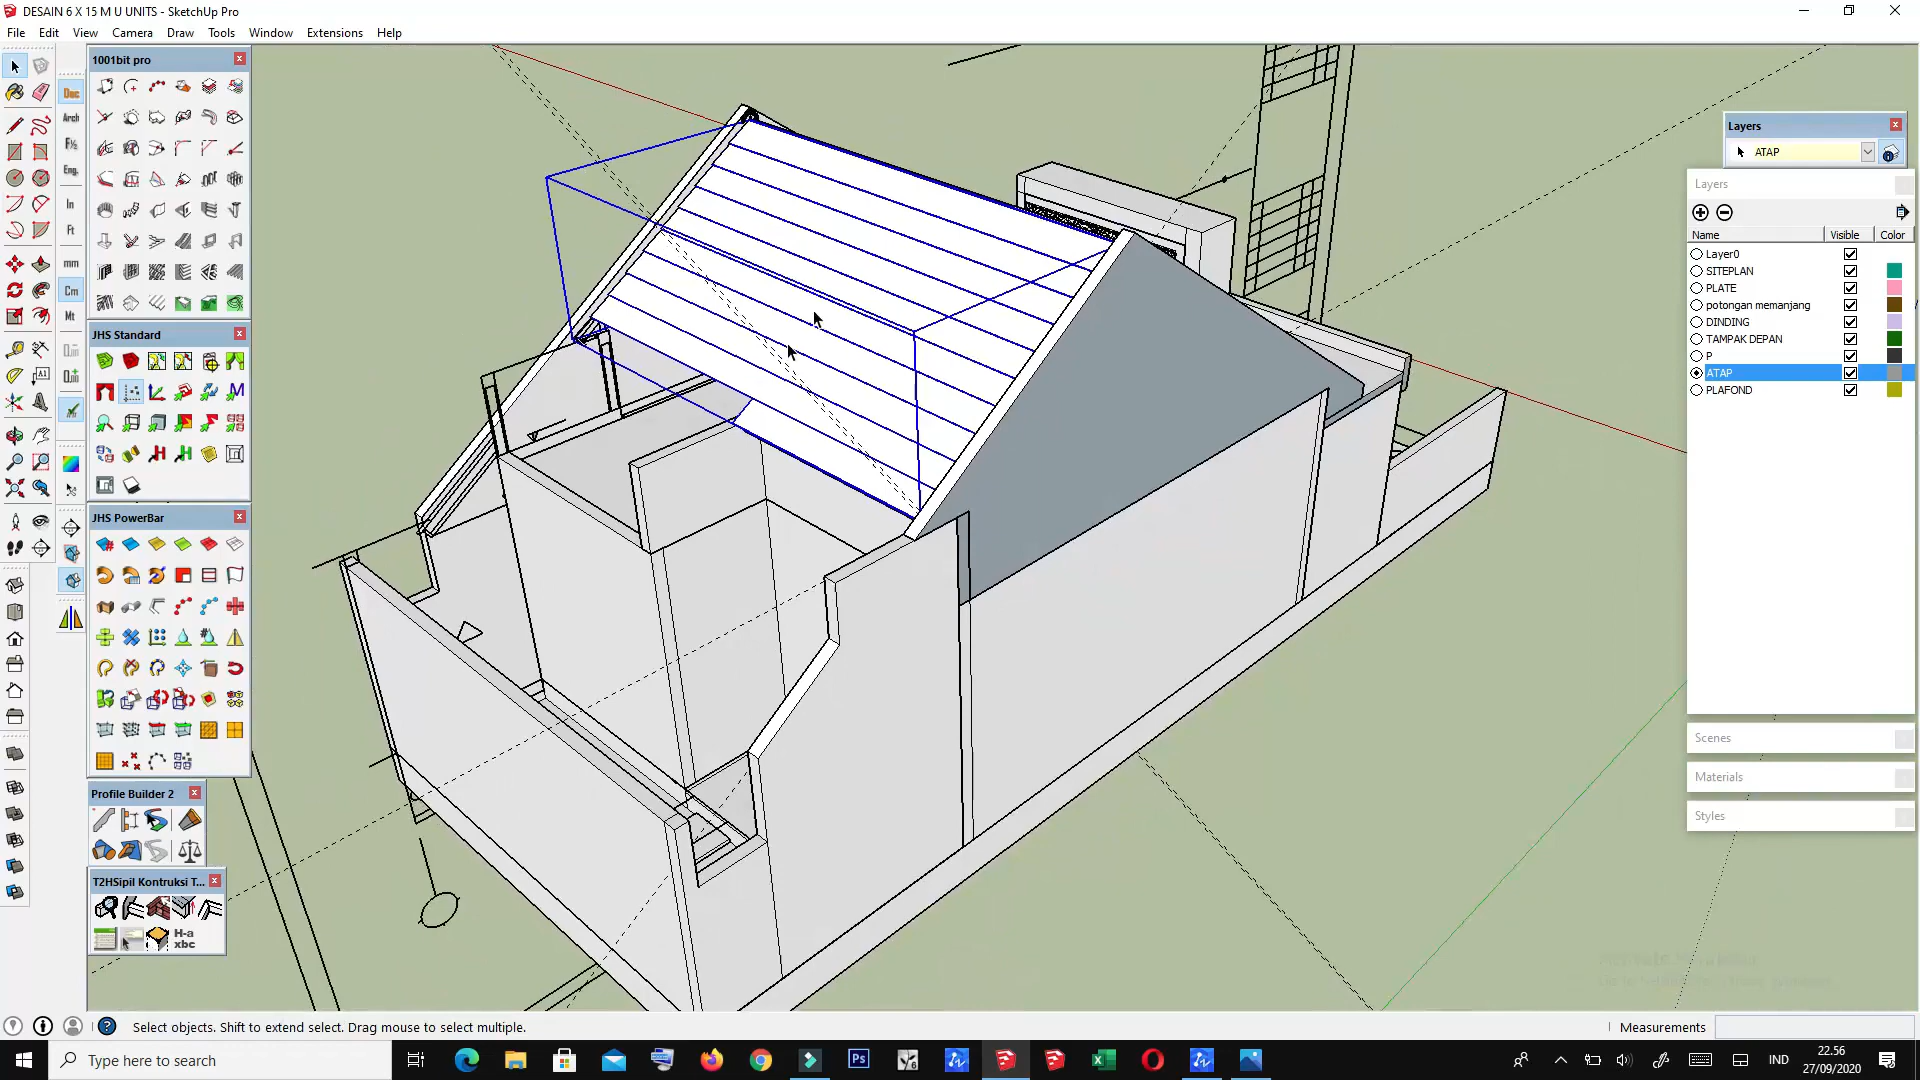 DESAIN 6 X 15 M U UNITS - SketchUp Pro
File Edit View Camera Draw Tools Window Extensions Help
1001bit pro
Doc
Arch
F½
Eng.
In
Ft
mm
Cm
Mt
JHS Standard
JHS PowerBar
Profile Builder 2
T2HSipil Kontruksi T...
H-a
xbc
Layers
ATAP
Layers
Name Visible Color
Layer0
SITEPLAN
PLATE
potongan memanjang
DINDING
TAMPAK DEPAN
P
ATAP
PLAFOND
Scenes
Materials
Styles
Select objects. Shift to extend select. Drag mouse to select multiple.
Measurements
Type here to search
Ps
IND
22.56
27/09/2020